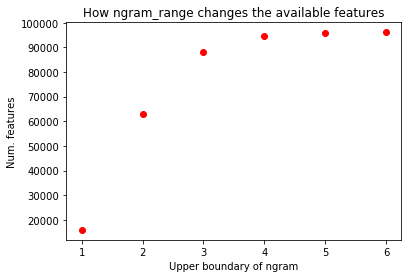 How ngram_range changes the available features
Num. features
100000
90000
80000
70000
60000
50000
40000
30000
20000
1 2 3 4 5 6
Upper boundary of ngram